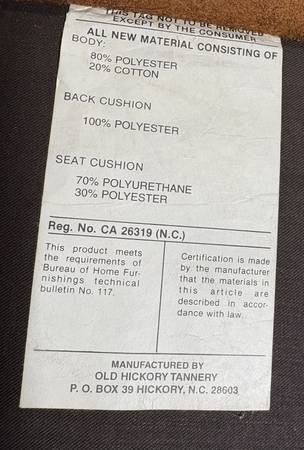 THIS TAG NOT TO BE REMOVED
EXCEPT BY THE CONSUMER
ALL NEW MATERIAL CONSISTING OF
BODY:
80% POLYESTER
20% COTTON
BACK CUSHION
100% POLYESTER
SEAT CUSHION
70% POLYURETHANE
30% POLYESTER
Reg. No. CA 26319 (N.C.)
This product meets
the requirements of
Bureau of Home Fur-
nishings technical
bulletin No. 117.
Certification is made
by the manufacturer
that the materials in
this article are
described in accor-
dance with law.
MANUFACTURED BY
OLD HICKORY TANNERY
P. O. BOX 39 HICKORY, N.C. 28603